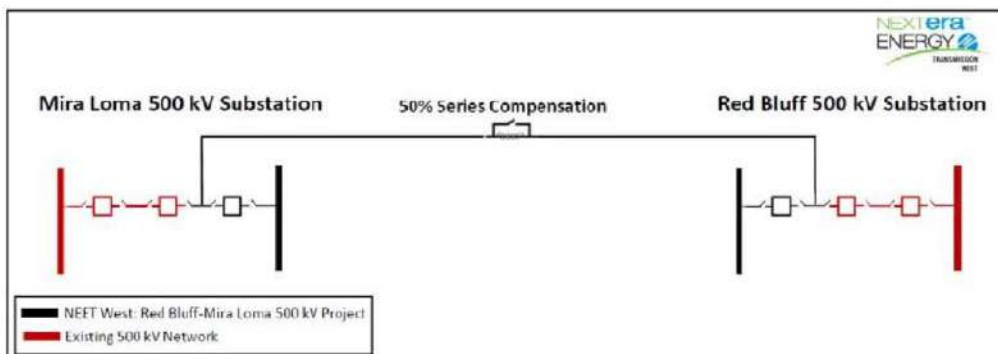 NEXTera
ENERGY
TRANSMISSION
WEST
Mira Loma 500 kV Substation
50% Series Compensation
Red Bluff 500 kV Substation
NEET West: Red Bluff-Mira Loma 500 kV Project
Existing 500 kV Network